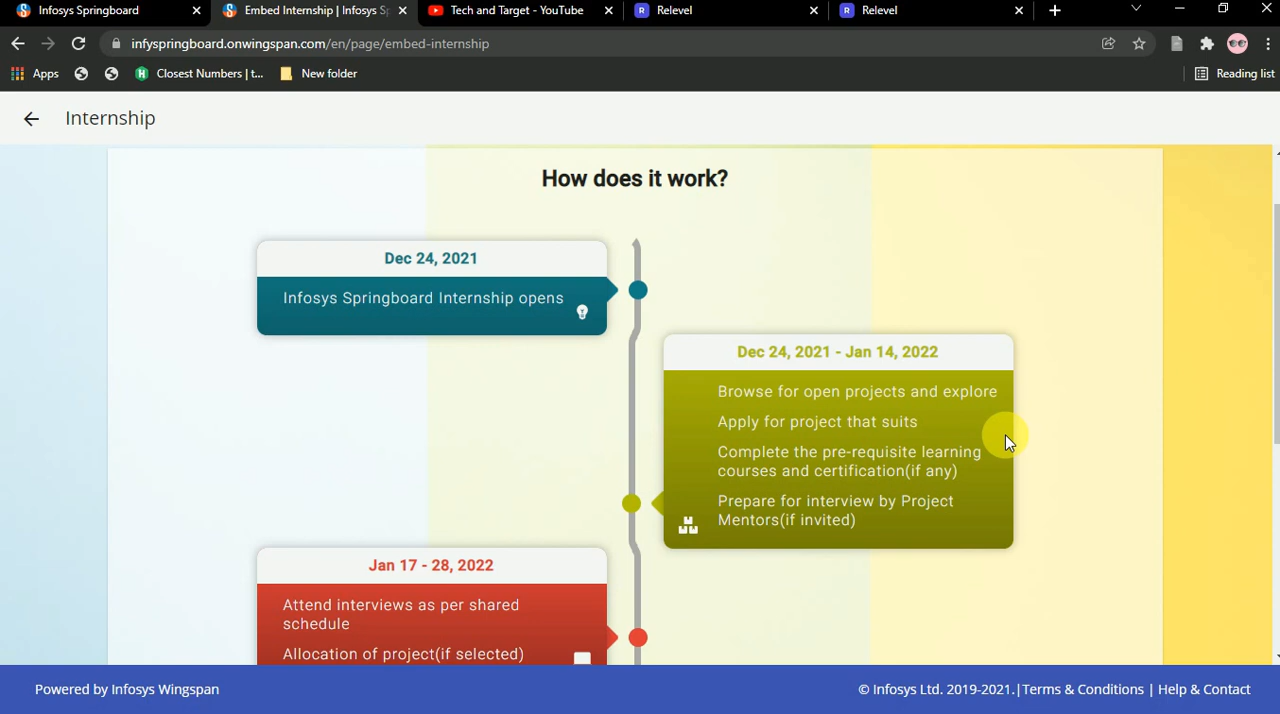 Infosys Springboard
Embed Internship | Infosys S
Tech and Target - YouTube
Relevel
Relevel
infyspringboard.onwingspan.com/en/page/embed-internship
Apps
Closest Numbers | t...
New folder
Reading list
Internship
How does it work?
Dec 24, 2021
Infosys Springboard Internship opens
Dec 24, 2021 - Jan 14, 2022
Browse for open projects and explore
Apply for project that suits
Complete the pre-requisite learning
courses and certification(if any)
Prepare for interview by Project
Mentors(if invited)
Jan 17 - 28, 2022
Attend interviews as per shared
schedule
Allocation of project(if selected)
Powered by Infosys Wingspan
© Infosys Ltd. 2019-2021.|Terms & Conditions | Help & Contact